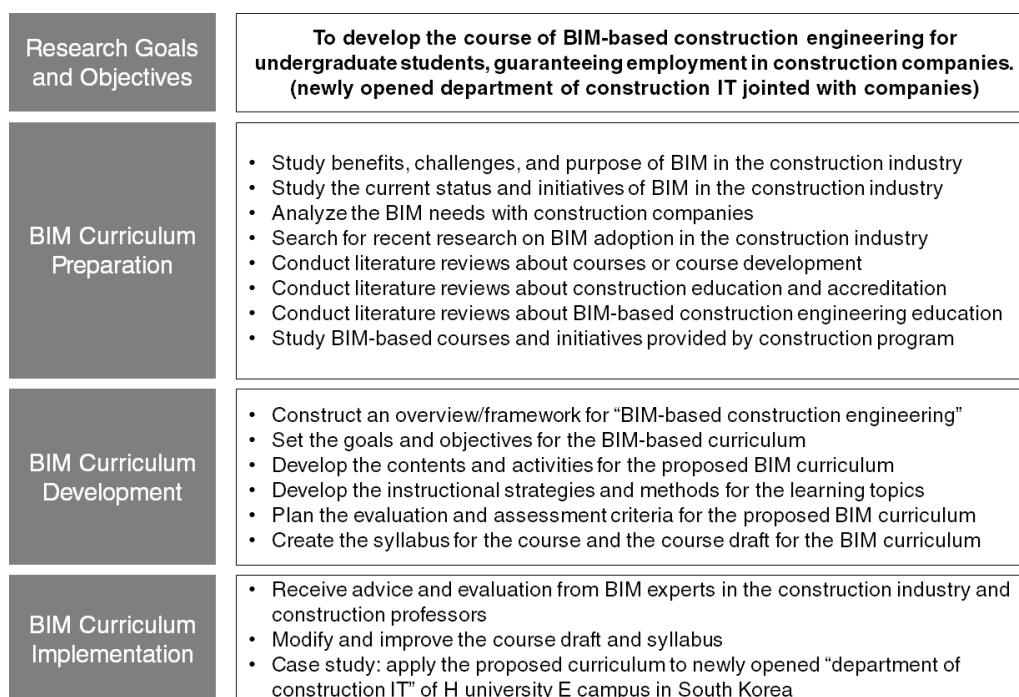 Research Goals
and Objectives
To develop the course of BIM-based construction engineering for
undergraduate students, guaranteeing employment in construction companies.
(newly opened department of construction IT jointed with companies)
BIM Curriculum
Preparation
• Study benefits, challenges, and purpose of BIM in the construction industry
• Study the current status and initiatives of BIM in the construction industry
• Analyze the BIM needs with construction companies
• Search for recent research on BIM adoption in the construction industry
• Conduct literature reviews about courses or course development
• Conduct literature reviews about construction education and accreditation
• Conduct literature reviews about BIM-based construction engineering education
• Study BIM-based courses and initiatives provided by construction program
BIM Curriculum
Development
• Construct an overview/framework for “BIM-based construction engineering”
• Set the goals and objectives for the BIM-based curriculum
• Develop the contents and activities for the proposed BIM curriculum
• Develop the instructional strategies and methods for the learning topics
• Plan the evaluation and assessment criteria for the proposed BIM curriculum
• Create the syllabus for the course and the course draft for the BIM curriculum
BIM Curriculum
Implementation
• Receive advice and evaluation from BIM experts in the construction industry and
construction professors
• Modify and improve the course draft and syllabus
• Case study: apply the proposed curriculum to newly opened “department of
construction IT” of H university E campus in South Korea